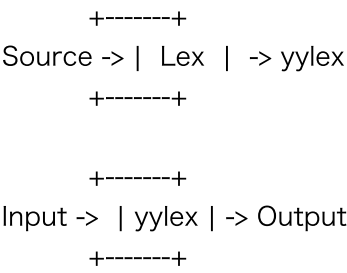 +-------+
Source -> |  Lex  |  -> yylex
+-------+
+-------+
Input ->  | yylex | -> Output
+-------+